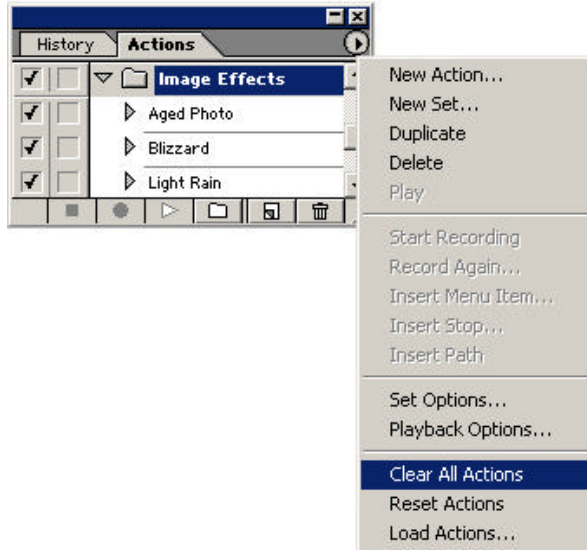 History Actions
Image Effects
Aged Photo
Blizzard
Light Rain
New Action...
New Set...
Duplicate
Delete
Play
Start Recording
Record Again...
Insert Menu Item...
Insert Stop...
Insert Path
Set Options...
Playback Options...
Clear All Actions
Reset Actions
Load Actions...